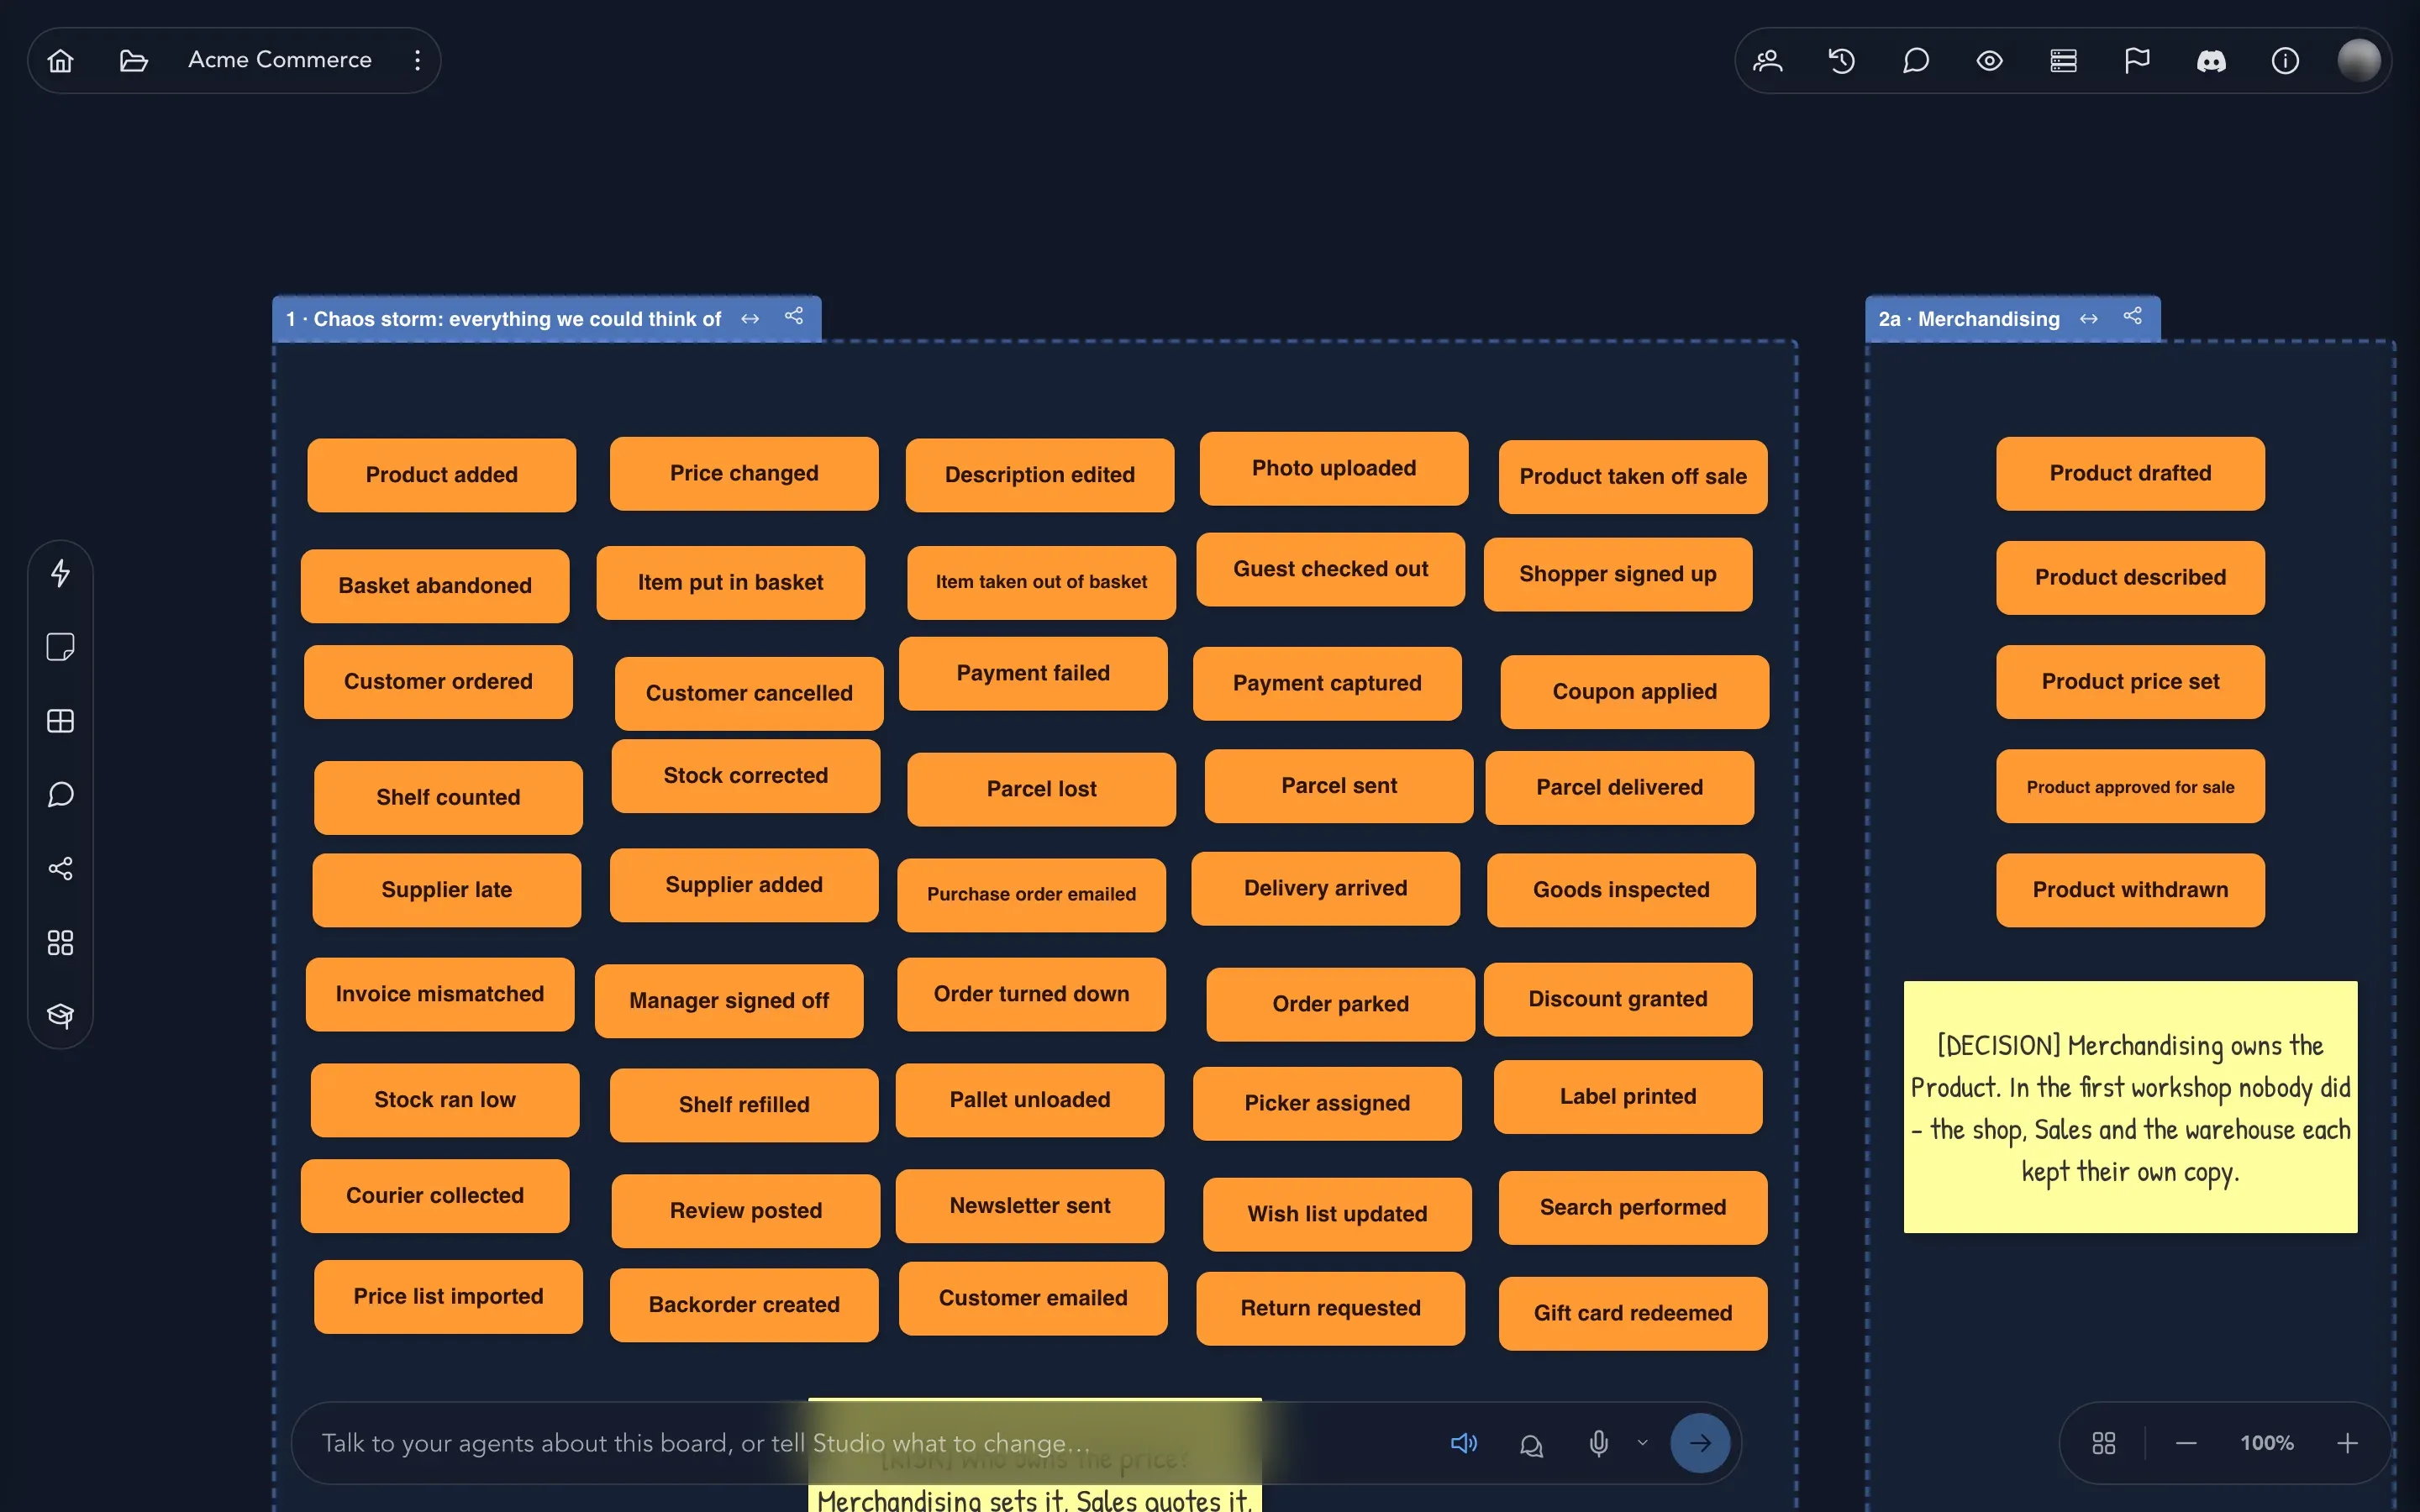 Acme Commerce
1 · Chaos storm: everything we could think of
2a · Merchandising
Product added
Price changed
Description edited
Photo uploaded
Product taken off sale
Basket abandoned
Item put in basket
Item taken out of basket
Guest checked out
Shopper signed up
Customer ordered
Customer cancelled
Payment failed
Payment captured
Coupon applied
Shelf counted
Stock corrected
Parcel lost
Parcel sent
Parcel delivered
Supplier late
Supplier added
Purchase order emailed
Delivery arrived
Goods inspected
Invoice mismatched
Manager signed off
Order turned down
Order parked
Discount granted
Stock ran low
Shelf refilled
Pallet unloaded
Picker assigned
Label printed
Courier collected
Review posted
Newsletter sent
Wish list updated
Search performed
Price list imported
Backorder created
Customer emailed
Return requested
Gift card redeemed
Product drafted
Product described
Product price set
Product approved for sale
Product withdrawn
[DECISION] Merchandising owns the
Product. In the first workshop nobody did
- the shop, Sales and the warehouse each
kept their own copy.
Talk to your agents about this board, or tell Studio what to change...
[RISK] Who owns the price?
Merchandising sets it, Sales quotes it,
100%